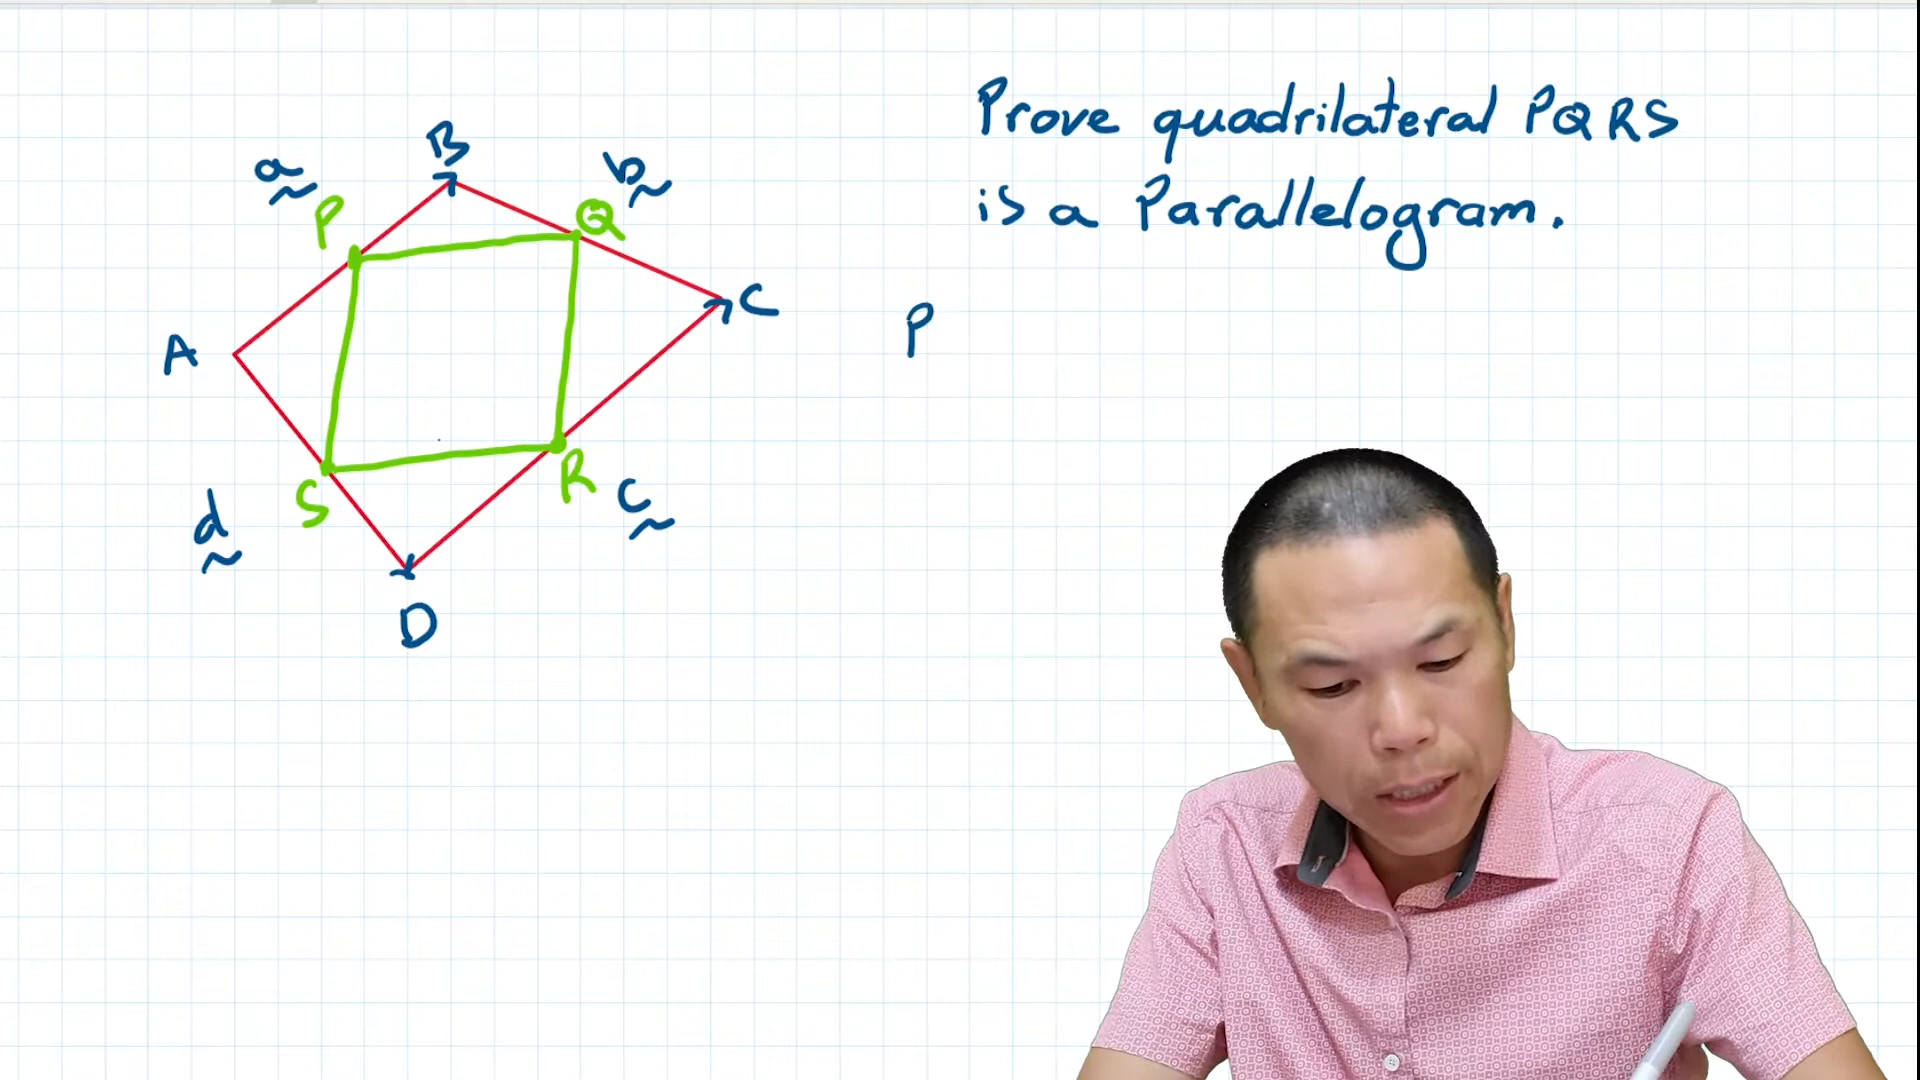 Prove quadrilateral PQRS
is a Parallelogram.
B
a
~
b
~
P
Q
C
P
A
S
R
c
~
d
~
D